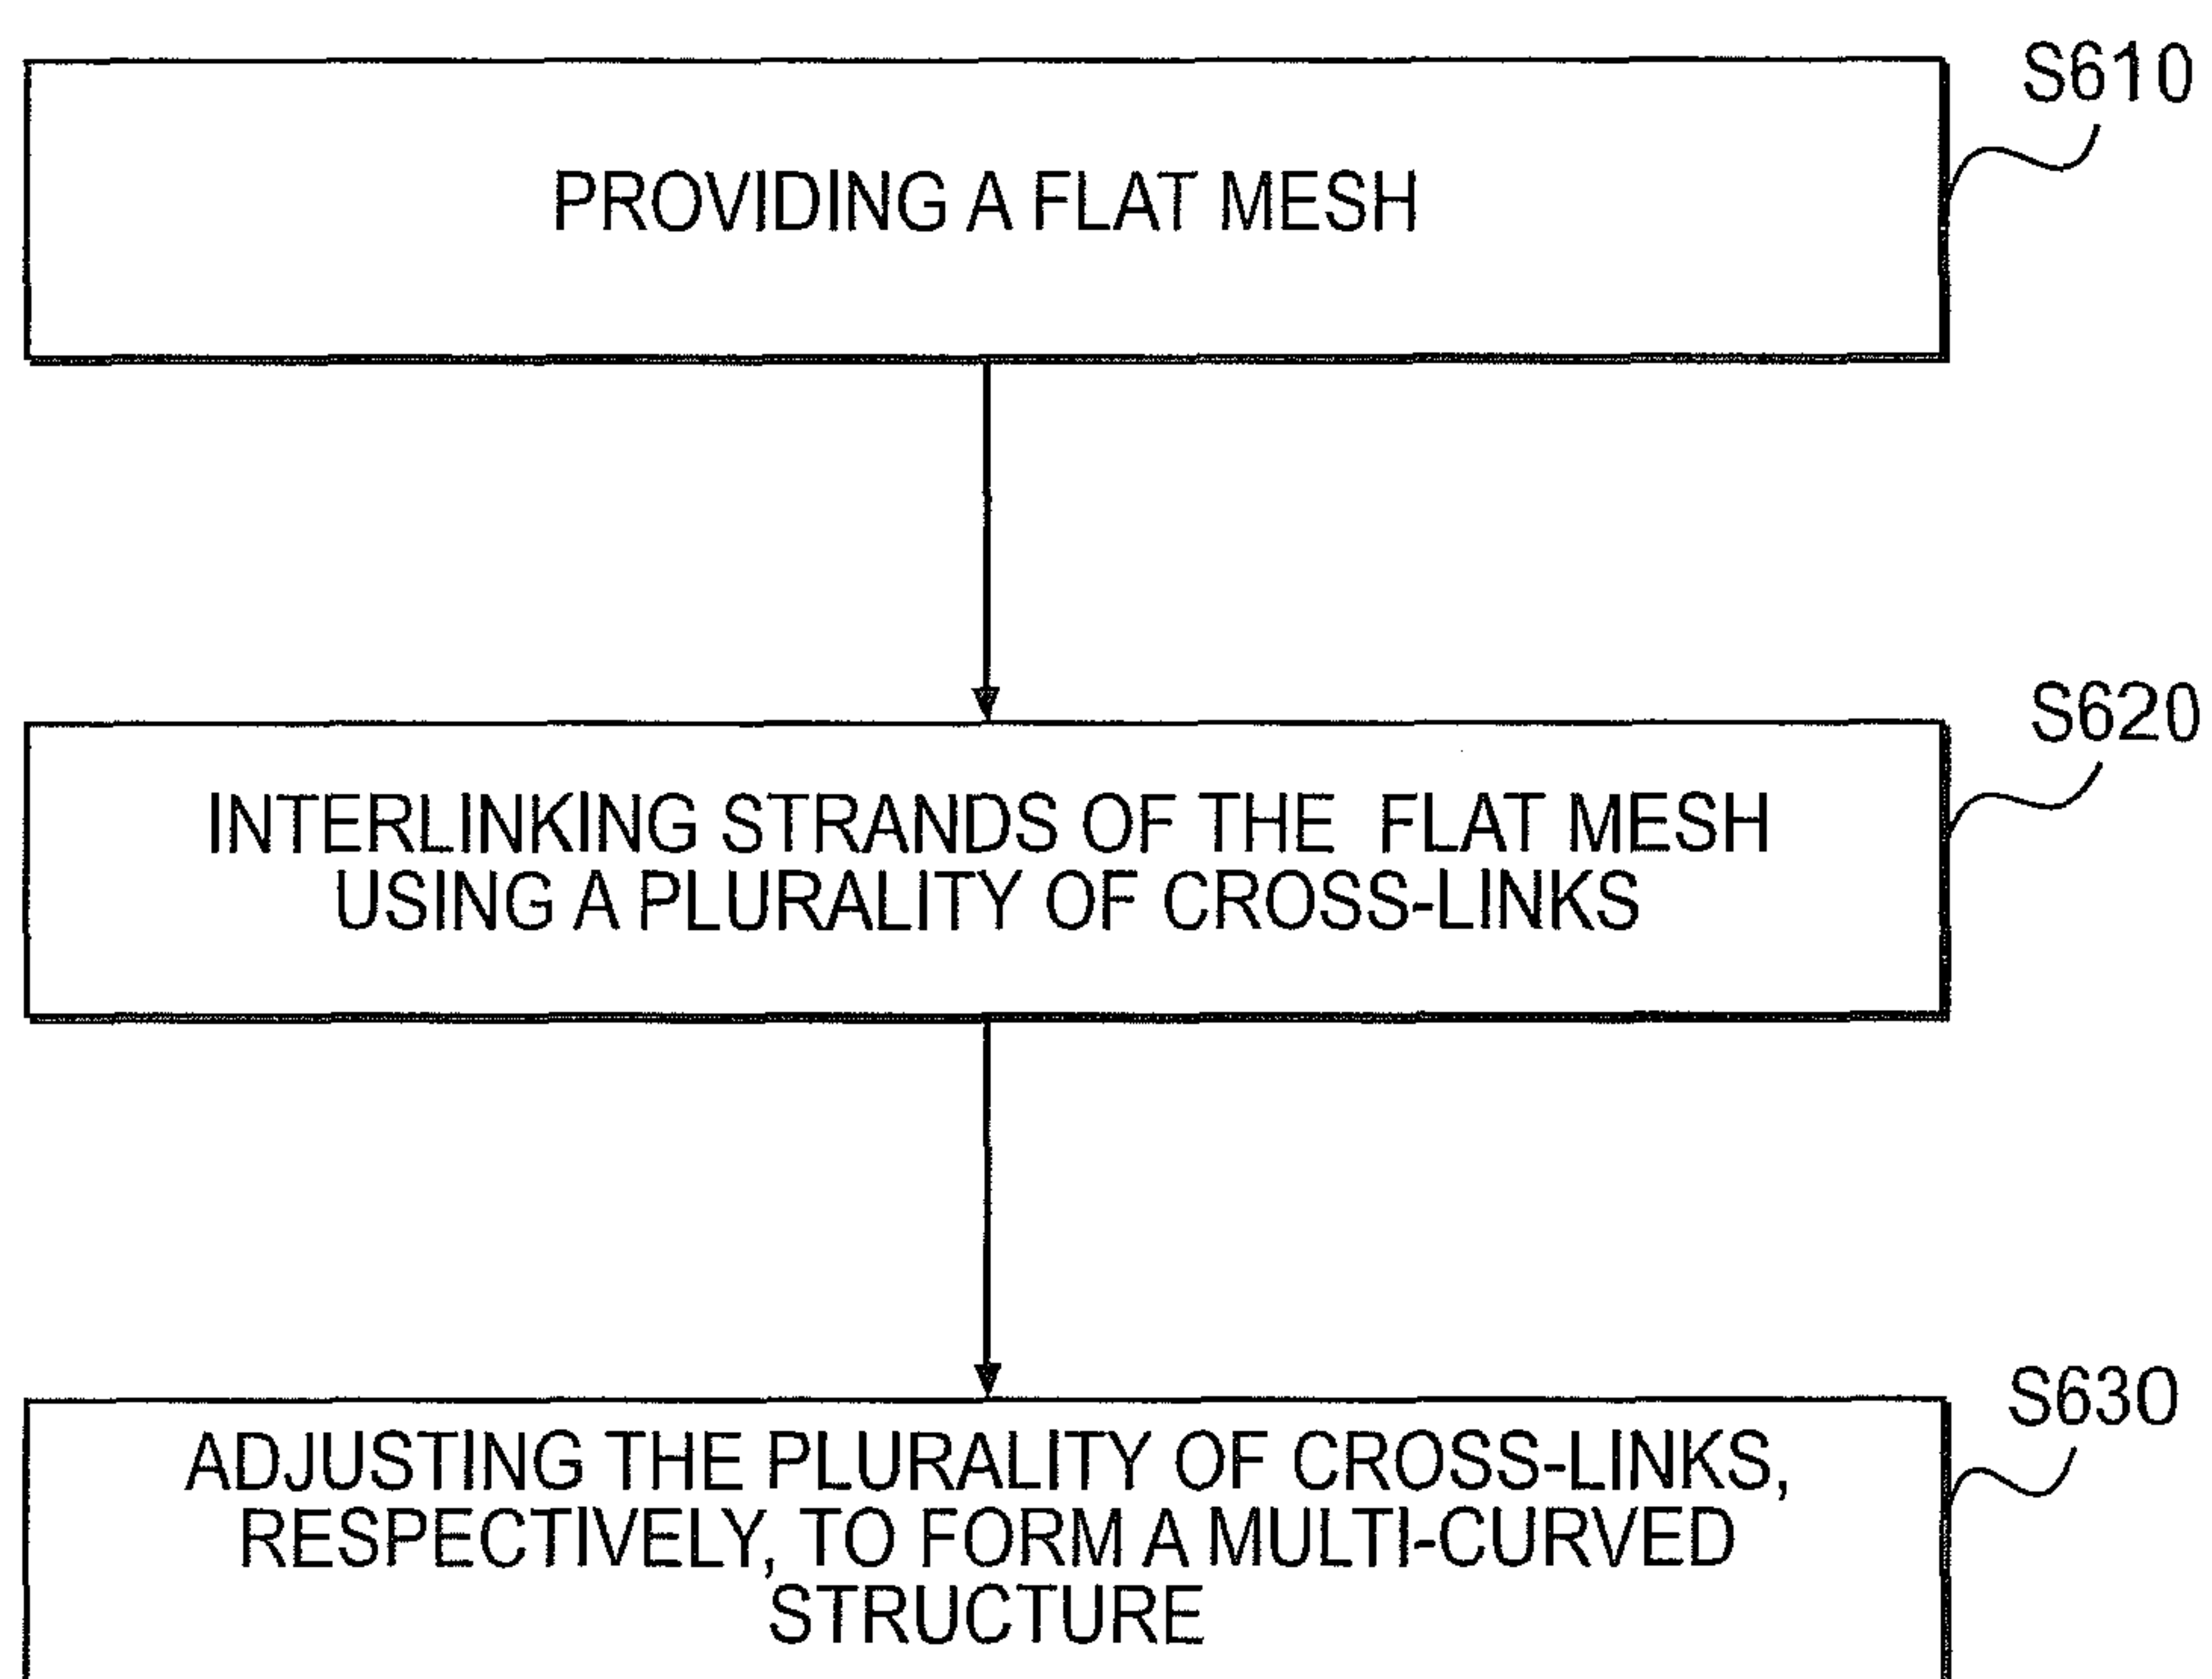 S610
PROVIDING A FLAT MESH
S620
INTERLINKING STRANDS OF THE FLAT MESH
USING A PLURALITY OF CROSS-LINKS
S630
ADJUSTING THE PLURALITY OF CROSS-LINKS,
RESPECTIVELY, TO FORM A MULTI-CURVED
STRUCTURE